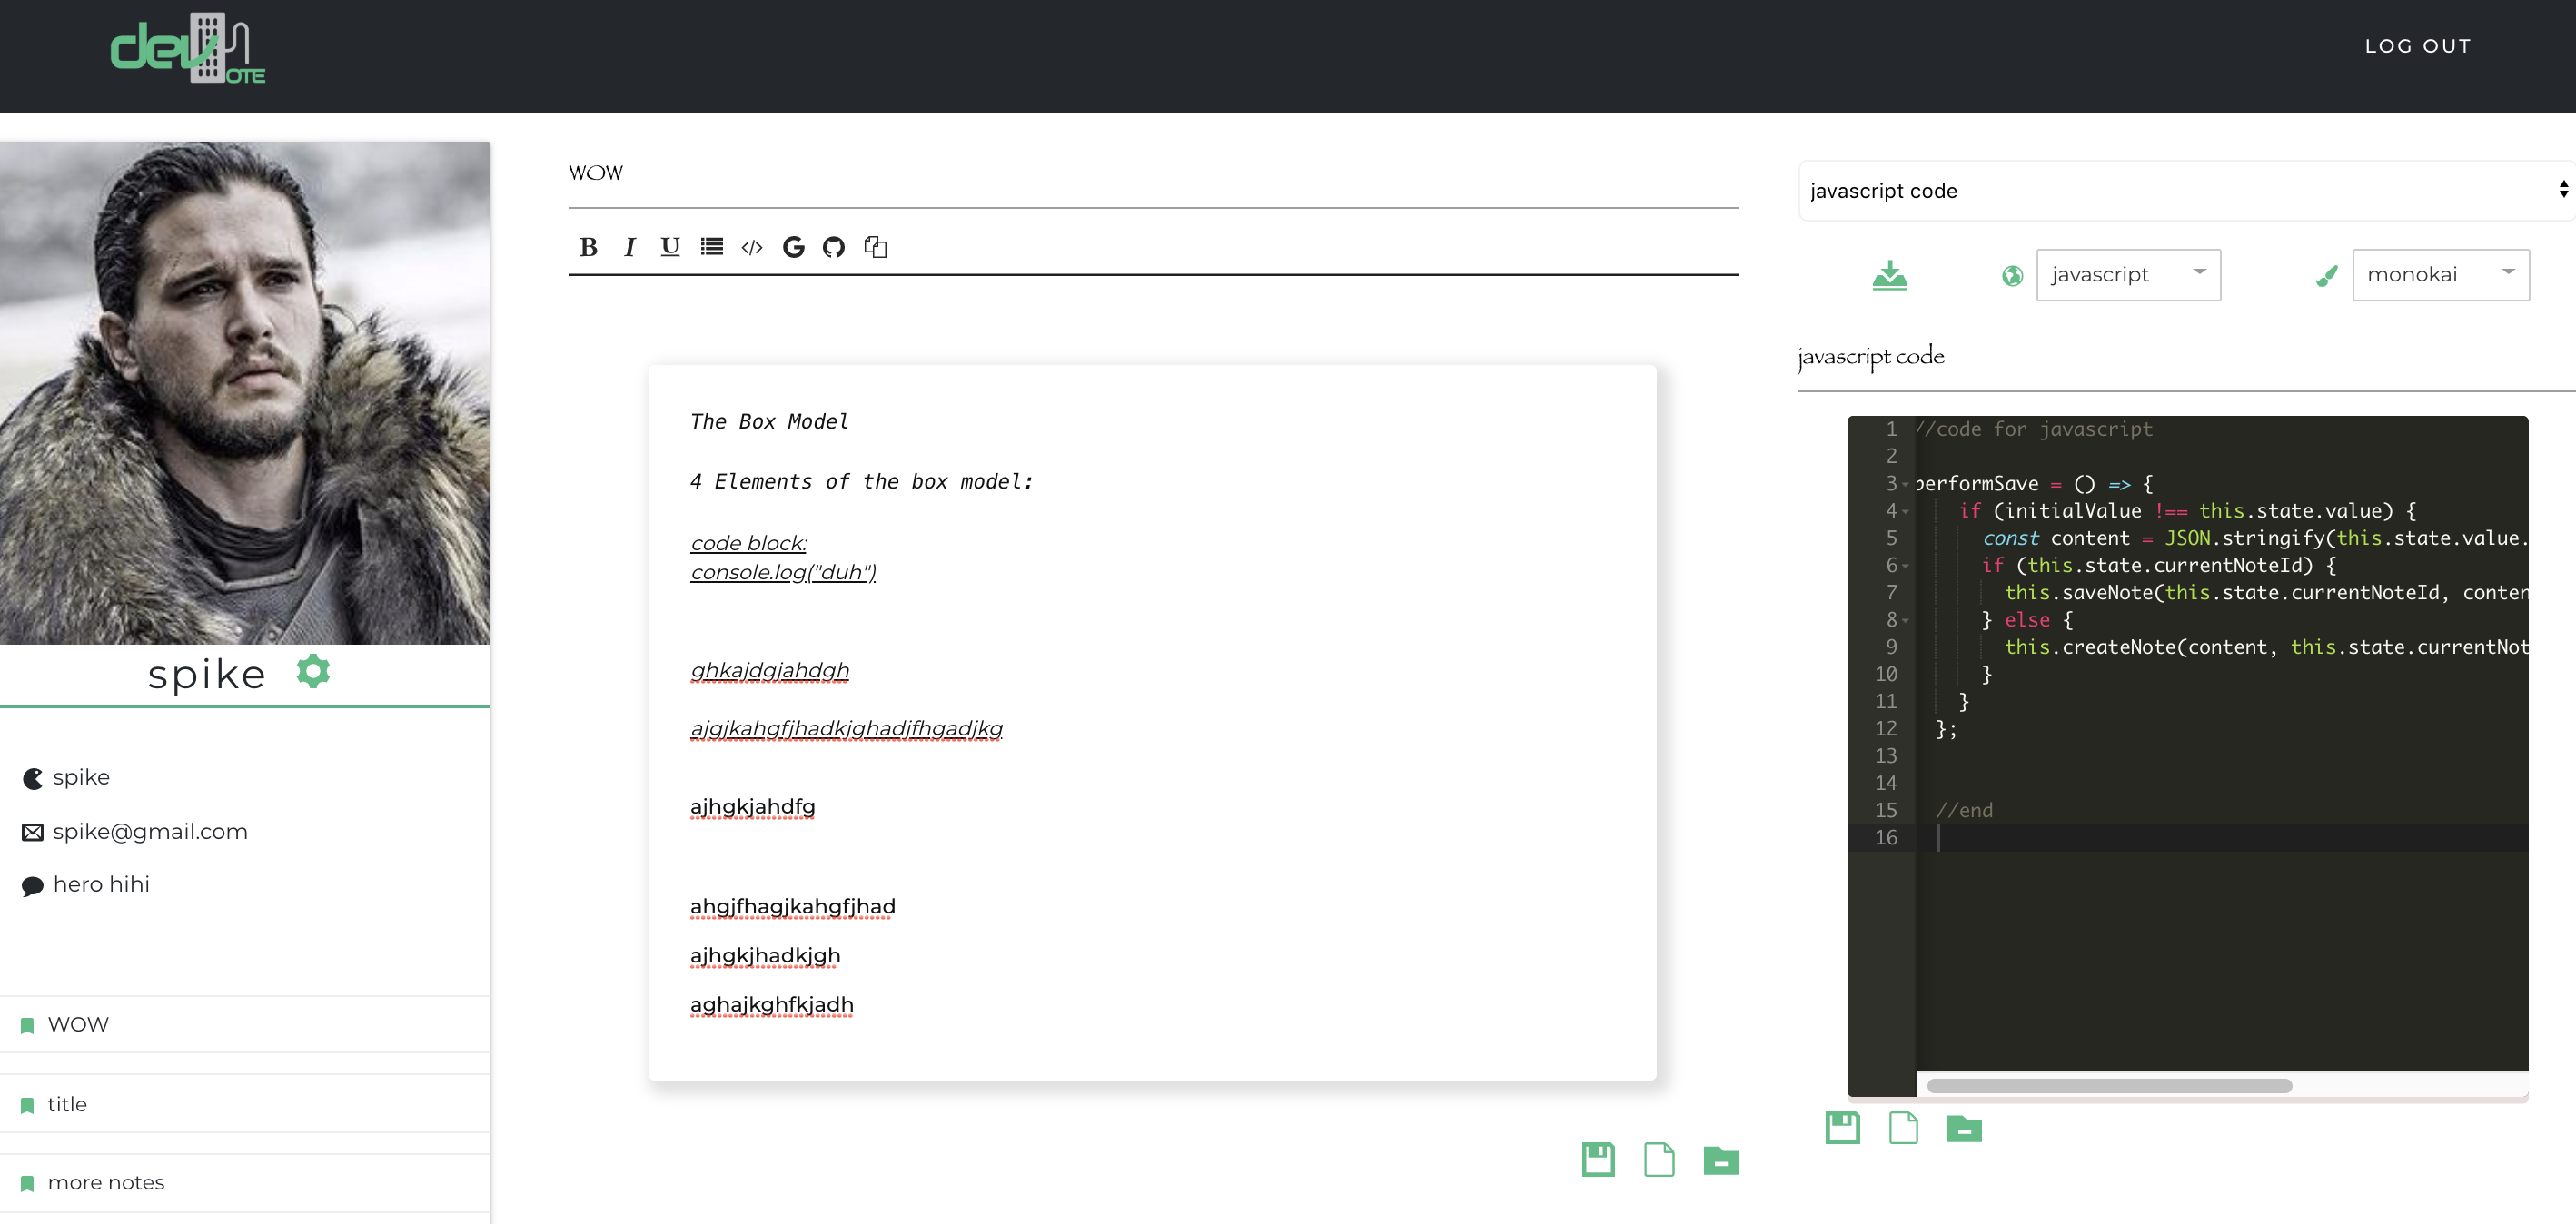 dev
OTE
LOG OUT
spike
spike
spike@gmail.com
hero hihi
WOW
title
more notes
WOW
B I U
The Box Model
4 Elements of the box model:
code block:
console.log("duh")
ghkajdgjahdgh
ajgjkahgfjhadkjghadjfhgadjkg
ajhgkjahdfg
ahgjfhagjkahgfjhad
ajhgkjhadkjgh
aghajkghfkjadh
javascript code
javascript
monokai
javascript code
1 //code for javascript
2
3 performSave = () => {
4 if (initialValue !== this.state.value) {
5 const content = JSON.stringify(this.state.value.
6 if (this.state.currentNoteId) {
7 this.saveNote(this.state.currentNoteId, conten
8 } else {
9 this.createNote(content, this.state.currentNot
10 }
11 }
12 };
13
14
15 //end
16